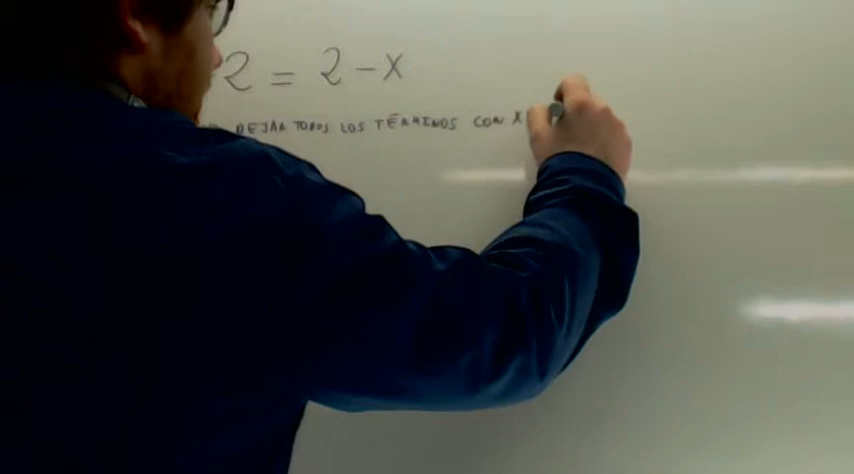 2 = 2 - X
DEJAR TODOS LOS TÉRMINOS CON X